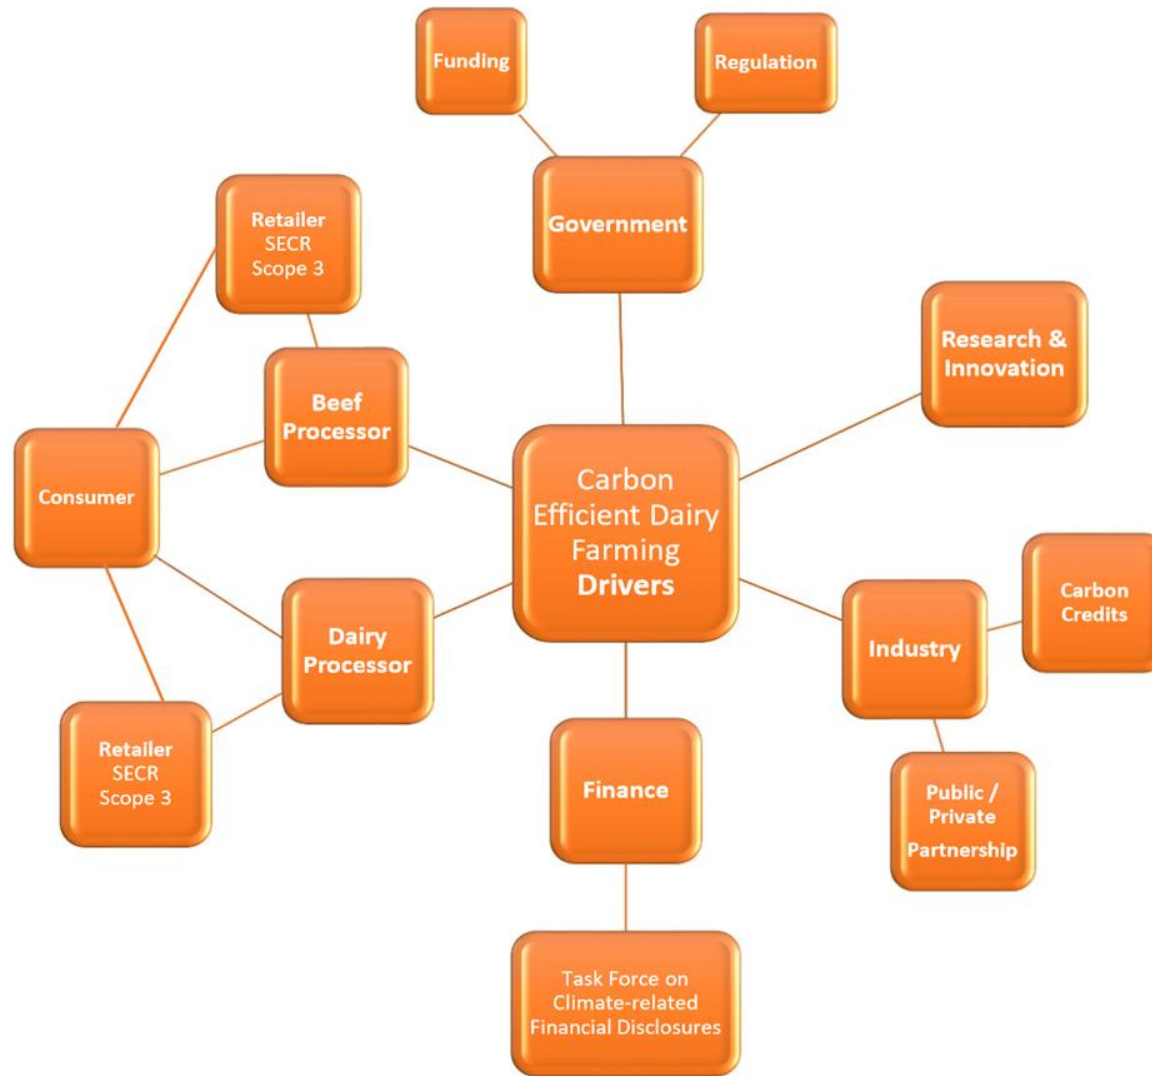 Funding
Regulation
Government
Retailer
SECR
Scope 3
Research &
Innovation
Beef
Processor
Consumer
Carbon
Efficient Dairy
Farming
Drivers
Carbon
Credits
Dairy
Processor
Industry
Retailer
SECR
Scope 3
Finance
Public /
Private
Partnership
Task Force on
Climate-related
Financial Disclosures